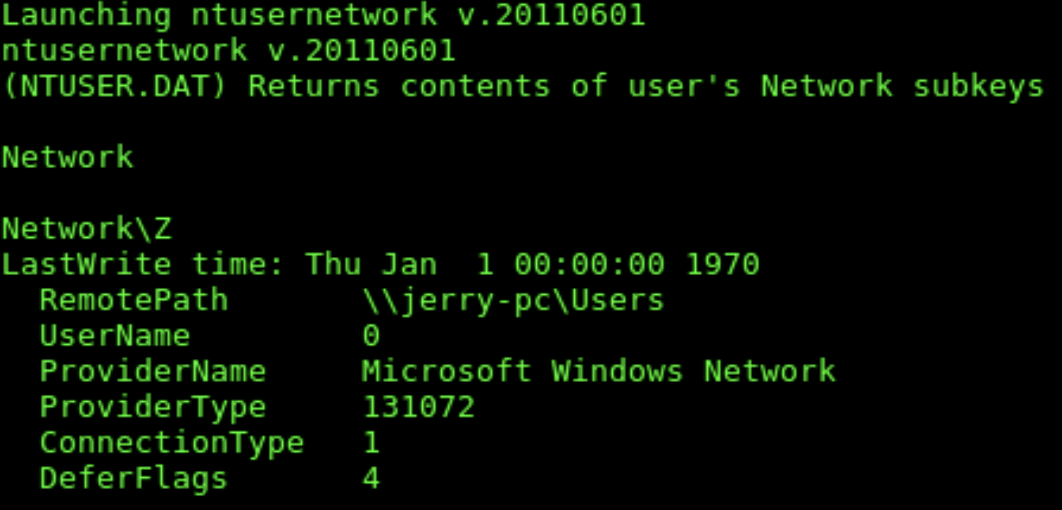 Launching ntusernetwork v.20110601
ntusernetwork v.20110601
(NTUSER.DAT) Returns contents of user's Network subkeys
Network
Network\Z
LastWrite time: Thu Jan  1 00:00:00 1970
  RemotePath       \\jerry-pc\Users
  UserName         0
  ProviderName     Microsoft Windows Network
  ProviderType     131072
  ConnectionType   1
  DeferFlags       4